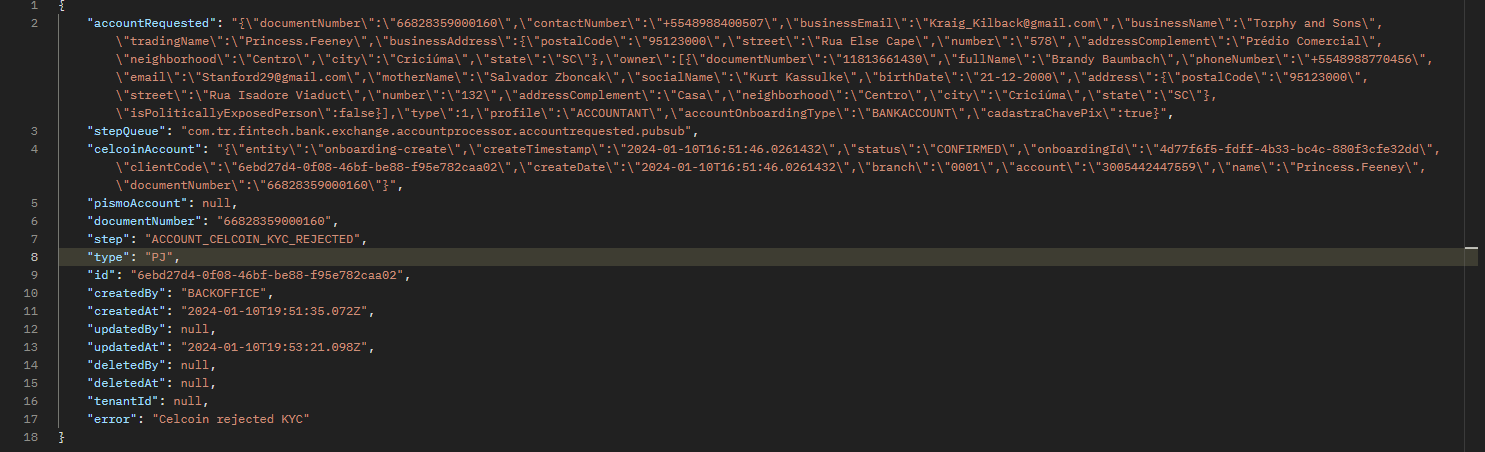 1 {
2 "accountRequested": "{\"documentNumber\":\"66828359000160\",\"contactNumber\":\"+5548988400507\",\"businessEmail\":\"Kraig_Kilback@gmail.com\",\"businessName\":\"Torphy and Sons\",
\"tradingName\":\"Princess.Feeney\",\"businessAddress\":{\"postalCode\":\"95123000\",\"street\":\"Rua Else Cape\",\"number\":\"578\",\"addressComplement\":\"Prédio Comercial\",
\"neighborhood\":\"Centro\",\"city\":\"Criciúma\",\"state\":\"SC\"},\"owner\":[{\"documentNumber\":\"11813661430\",\"fullName\":\"Brandy Baumbach\",\"phoneNumber\":\"+5548988770456\",
\"email\":\"Stanford29@gmail.com\",\"motherName\":\"Salvador Zboncak\",\"socialName\":\"Kurt Kassulke\",\"birthDate\":\"21-12-2000\",\"address\":{\"postalCode\":\"95123000\",
\"street\":\"Rua Isadore Viaduct\",\"number\":\"132\",\"addressComplement\":\"Casa\",\"neighborhood\":\"Centro\",\"city\":\"Criciúma\",\"state\":\"SC\"},
\"isPoliticallyExposedPerson\":false}],\"type\":1,\"profile\":\"ACCOUNTANT\",\"accountOnboardingType\":\"BANKACCOUNT\",\"cadastraChavePix\":true}",
3 "stepQueue": "com.tr.fintech.bank.exchange.accountprocessor.accountrequested.pubsub",
4 "celcoinAccount": "{\"entity\":\"onboarding-create\",\"createTimestamp\":\"2024-01-10T16:51:46.0261432\",\"status\":\"CONFIRMED\",\"onboardingId\":\"4d77f6f5-fdff-4b33-bc4c-880f3cfe32dd\",
\"clientCode\":\"6ebd27d4-0f08-46bf-be88-f95e782caa02\",\"createDate\":\"2024-01-10T16:51:46.0261432\",\"branch\":\"0001\",\"account\":\"3005442447559\",\"name\":\"Princess.Feeney\",
\"documentNumber\":\"66828359000160\"}",
5 "pismoAccount": null,
6 "documentNumber": "66828359000160",
7 "step": "ACCOUNT_CELCOIN_KYC_REJECTED",
8 "type": "PJ",
9 "id": "6ebd27d4-0f08-46bf-be88-f95e782caa02",
10 "createdBy": "BACKOFFICE",
11 "createdAt": "2024-01-10T19:51:35.072Z",
12 "updatedBy": null,
13 "updatedAt": "2024-01-10T19:53:21.098Z",
14 "deletedBy": null,
15 "deletedAt": null,
16 "tenantId": null,
17 "error": "Celcoin rejected KYC"
18 }